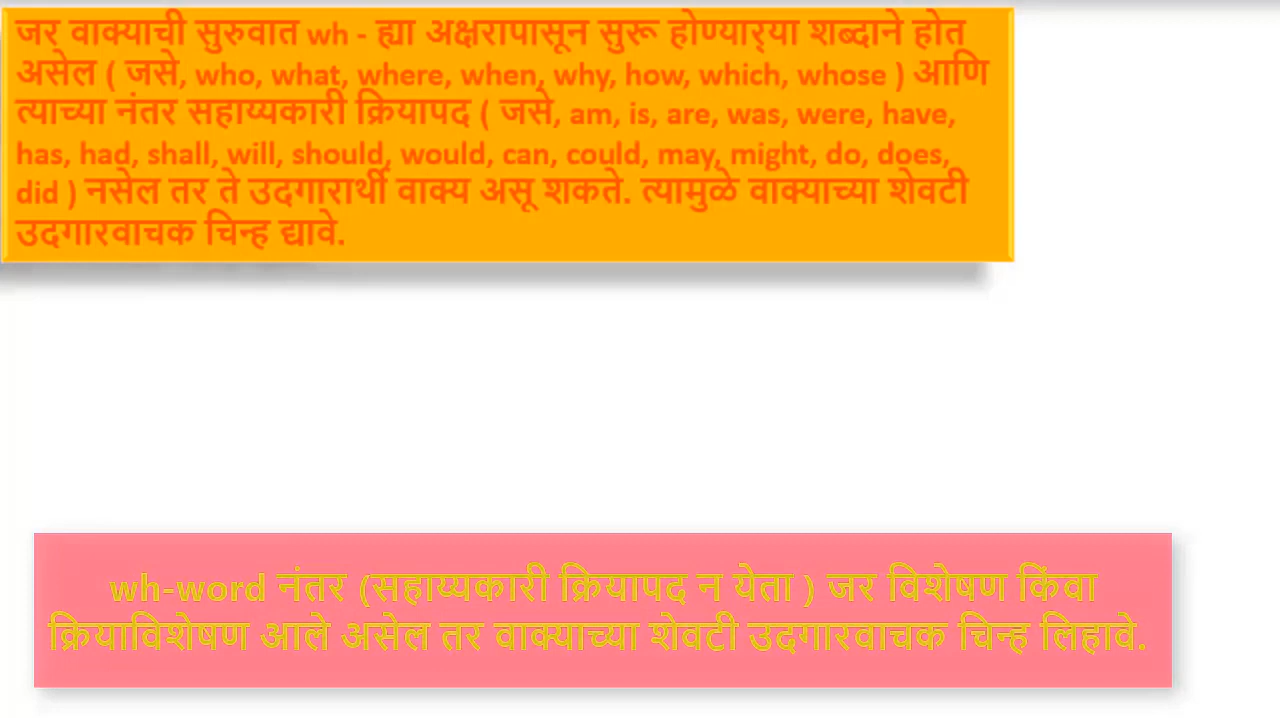 जर वाक्याची सुरुवात wh - ह्या अक्षरापासून सुरू होण्यार्‍या शब्दाने होत
असेल ( जसे, who, what, where, when, why, how, which, whose ) आणि
त्याच्या नंतर सहाय्यकारी क्रियापद ( जसे, am, is, are, was, were, have,
has, had, shall, will, should, would, can, could, may, might, do, does,
did ) नसेल तर ते उदगारार्थी वाक्य असू शकते. त्यामुळे वाक्याच्या शेवटी
उदगारवाचक चिन्ह द्यावे.
wh-word नंतर (सहाय्यकारी क्रियापद न येता ) जर विशेषण किंवा
क्रियाविशेषण आले असेल तर वाक्याच्या शेवटी उदगारवाचक चिन्ह लिहावे.